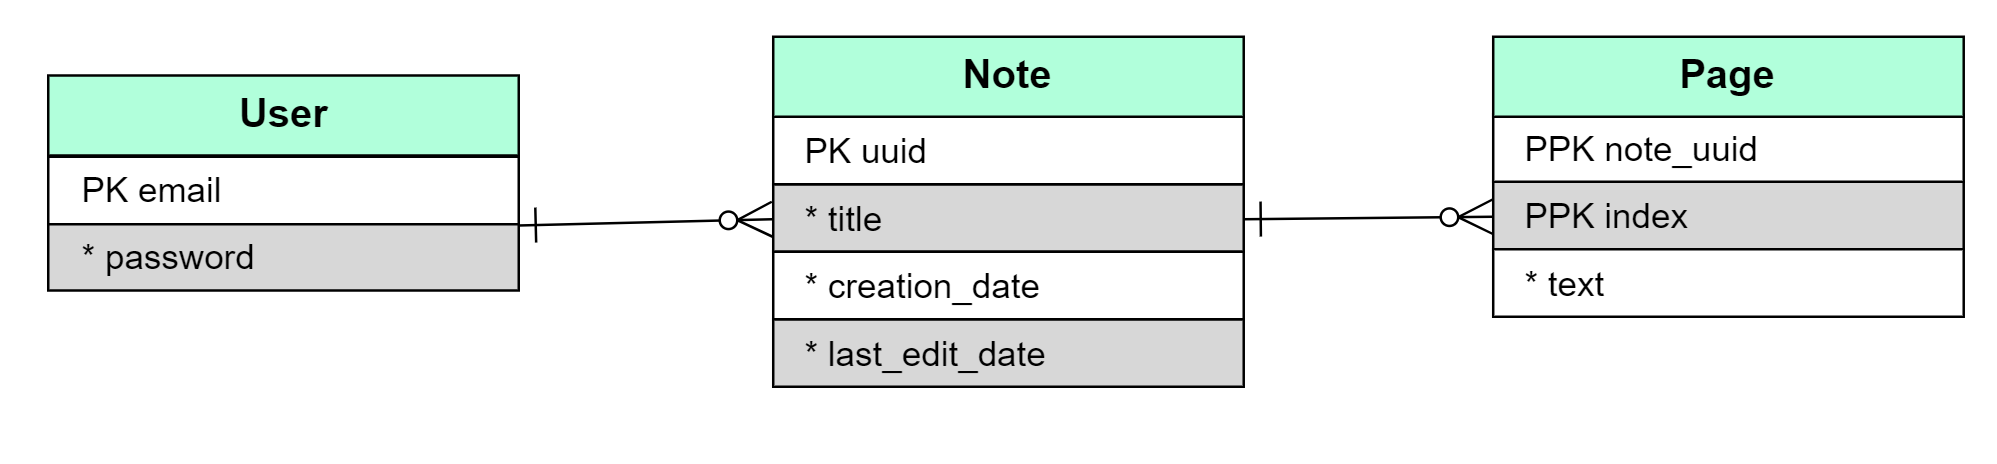 User
PK email
* password
Note
PK uuid
* title
* creation_date
* last_edit_date
Page
PPK note_uuid
PPK index
* text